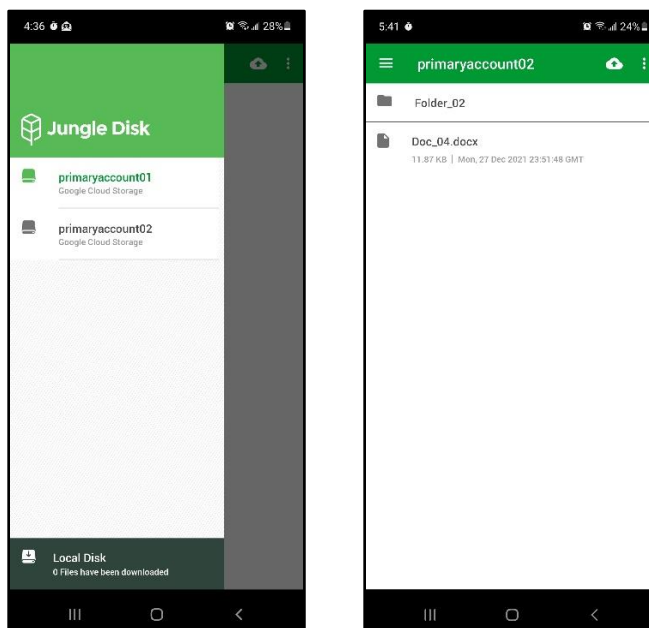 4:36 28%
Jungle Disk
primaryaccount01
Google Cloud Storage
primaryaccount02
Google Cloud Storage
Local Disk
0 Files have been downloaded
5:41 24%
primaryaccount02
Folder_02
Doc_04.docx
11.87 KB | Mon, 27 Dec 2021 23:51:48 GMT